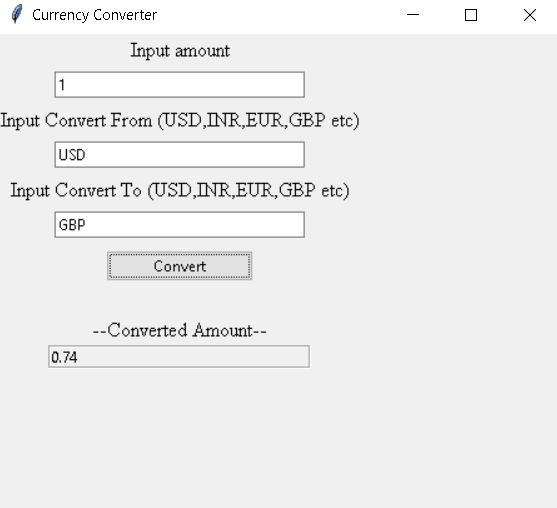 Currency Converter
Input amount
1
Input Convert From (USD,INR,EUR,GBP etc)
USD
Input Convert To (USD,INR,EUR,GBP etc)
GBP
Convert
--Converted Amount--
0.74